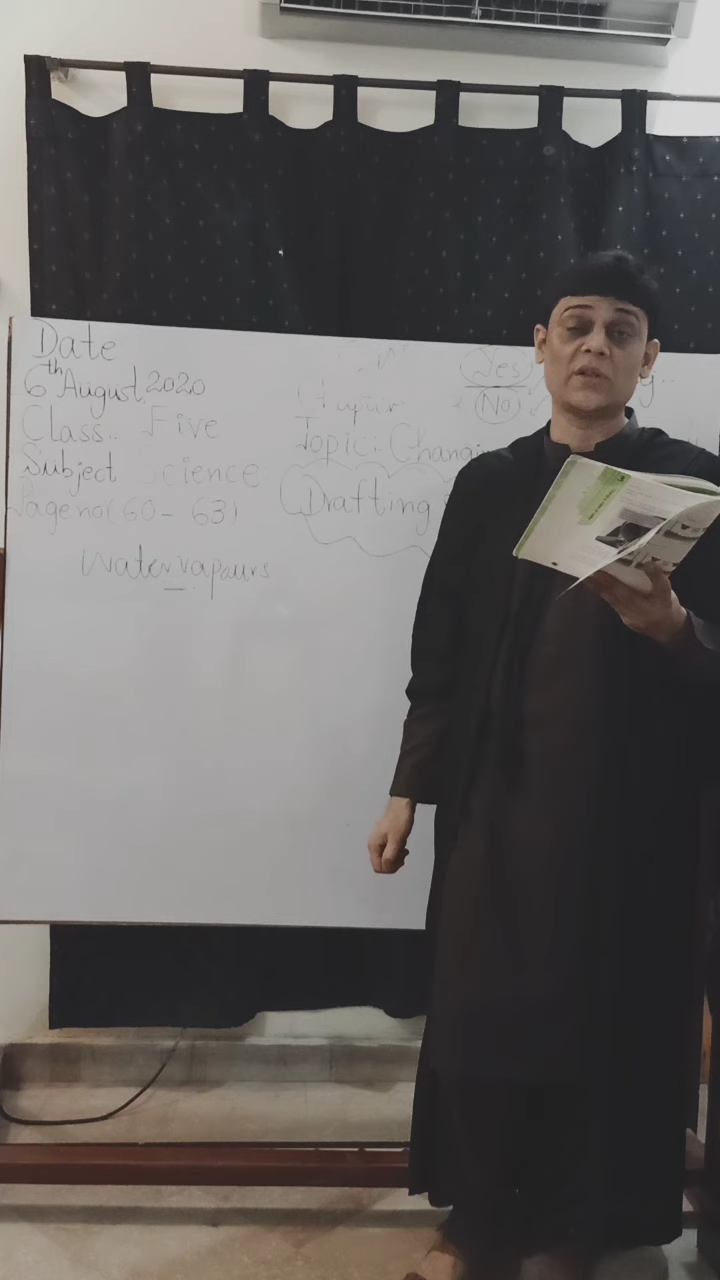 Date
6th August, 2020
Class.. Five
Subject Science
Page no (60 - 63)
Water vapours
Yes
No
Topic: Changin
Drafting